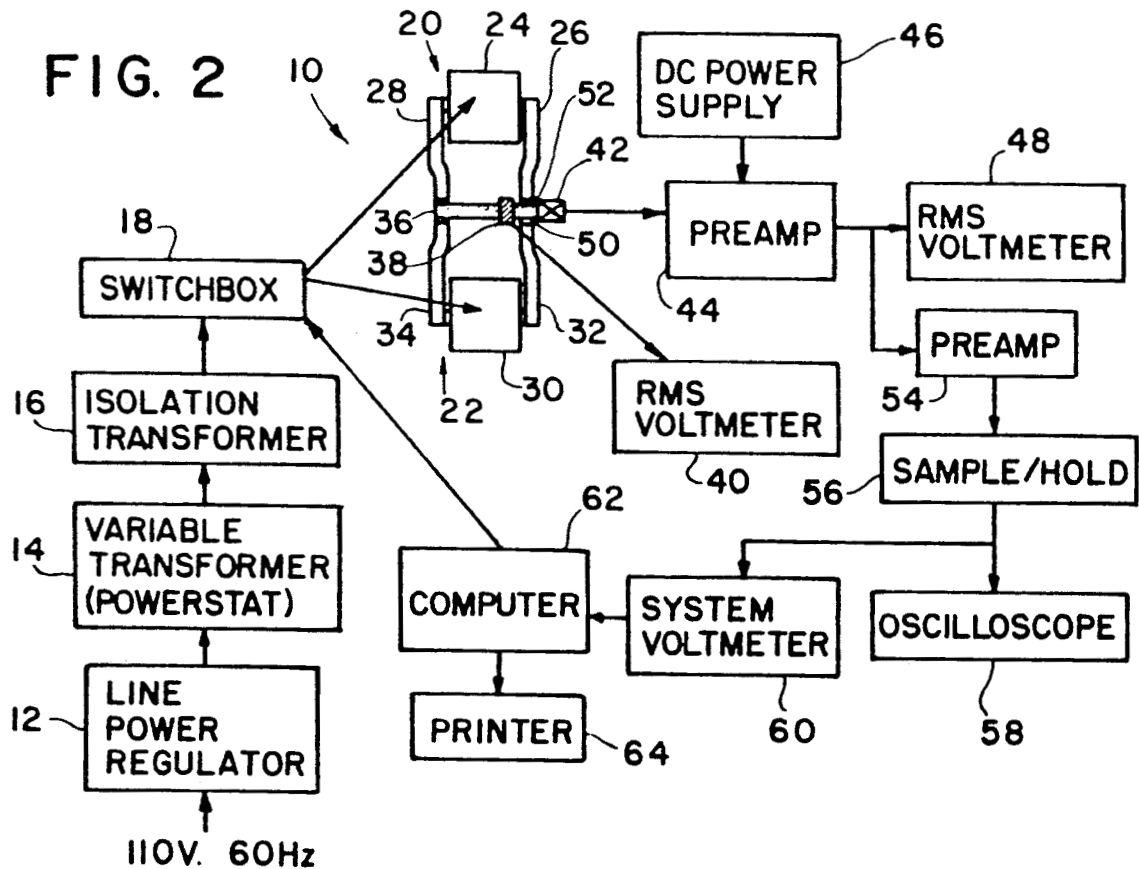 FIG. 2
10
20
24
26
28
52
42
46
DC POWER
SUPPLY
48
18
SWITCHBOX
36
38
50
PREAMP
44
RMS
VOLTMETER
34
32
30
22
PREAMP
54
16
ISOLATION
TRANSFORMER
RMS
VOLTMETER
40
56
SAMPLE/HOLD
14
VARIABLE
TRANSFORMER
(POWERSTAT)
62
COMPUTER
SYSTEM
VOLTMETER
60
OSCILLOSCOPE
58
12
LINE
POWER
REGULATOR
PRINTER
64
110V. 60Hz